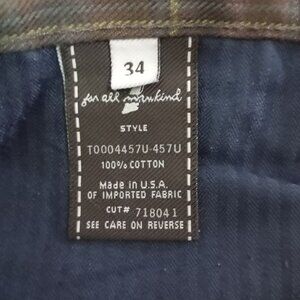 34
for all mankind
STYLE
T0004457U-457U
100% COTTON
MADE IN U.S.A.
OF IMPORTED FABRIC
CUT# 718041
SEE CARE ON REVERSE